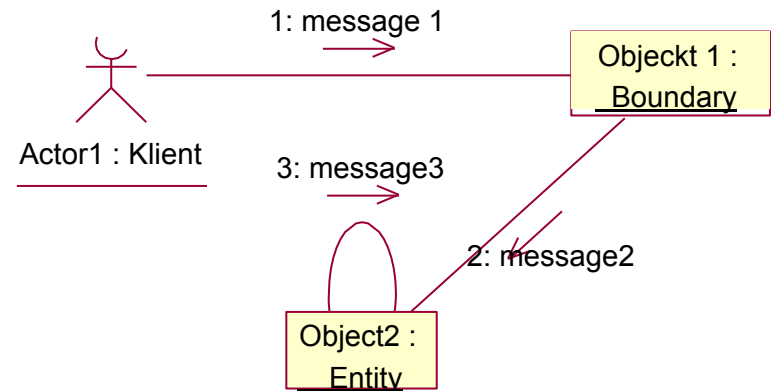 1: message 1
Objeckt 1 :
Boundary
Actor1 : Klient
3: message3
2: message2
Object2 :
Entity